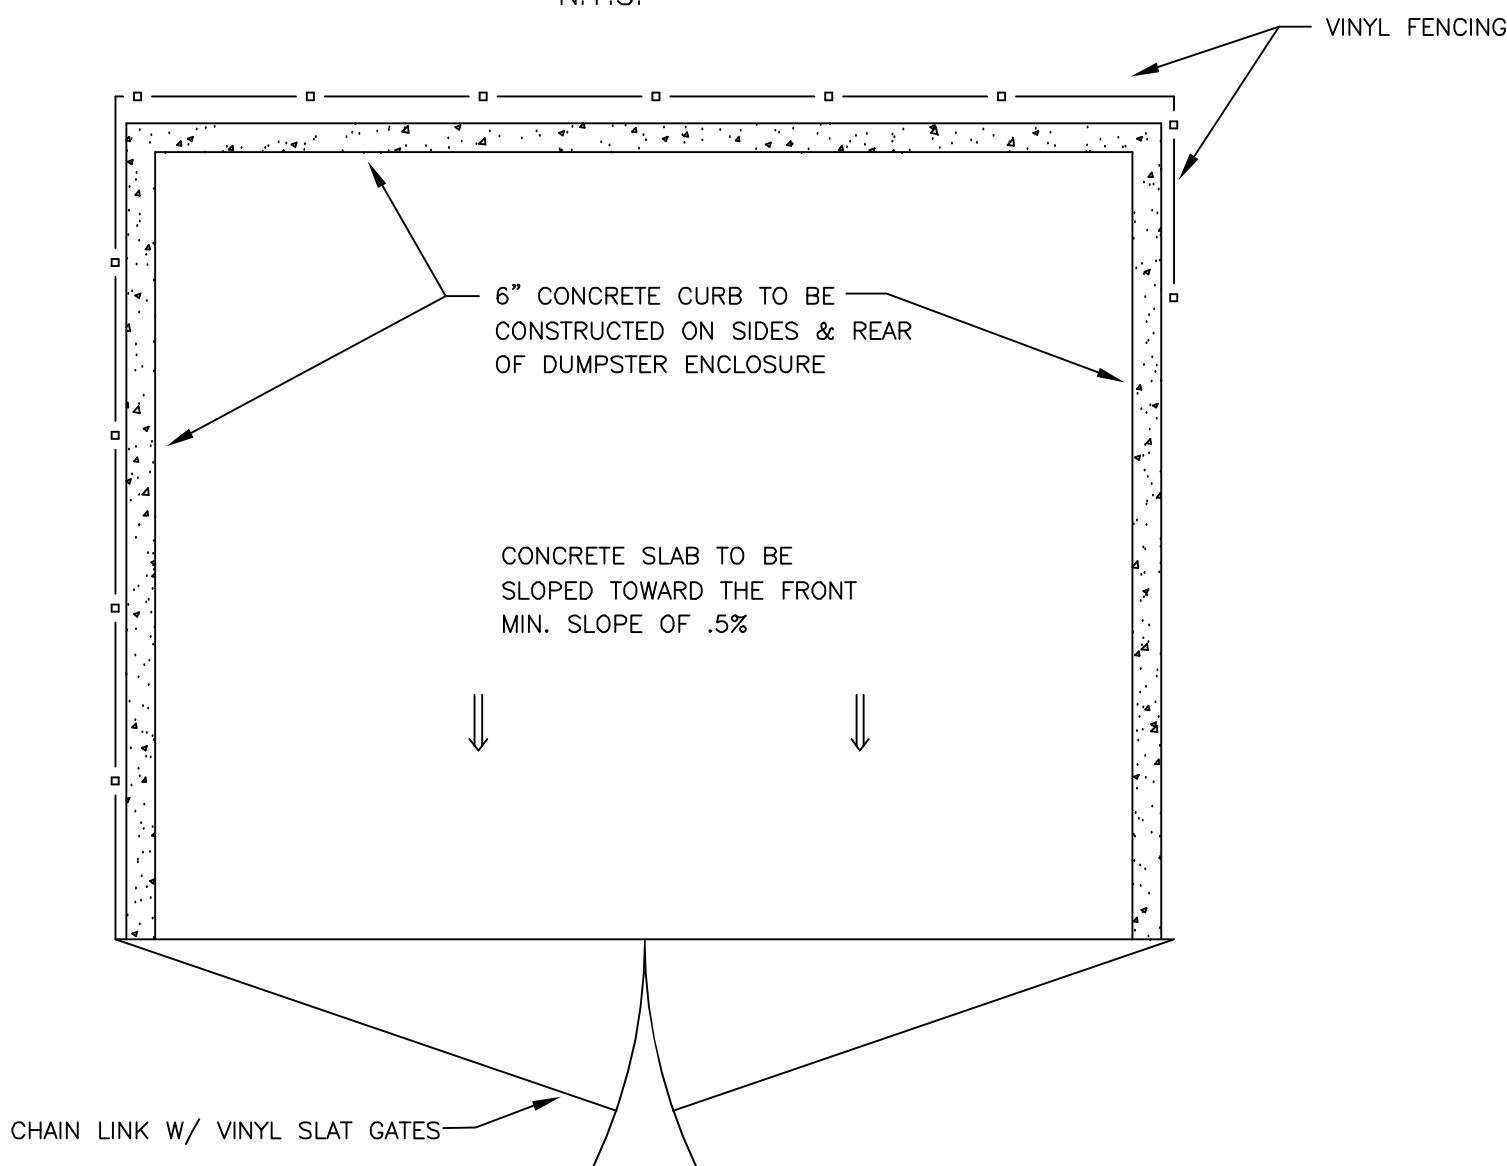 N.T.S.
VINYL FENCING
6" CONCRETE CURB TO BE
CONSTRUCTED ON SIDES & REAR
OF DUMPSTER ENCLOSURE
CONCRETE SLAB TO BE
SLOPED TOWARD THE FRONT
MIN. SLOPE OF .5%
CHAIN LINK W/ VINYL SLAT GATES